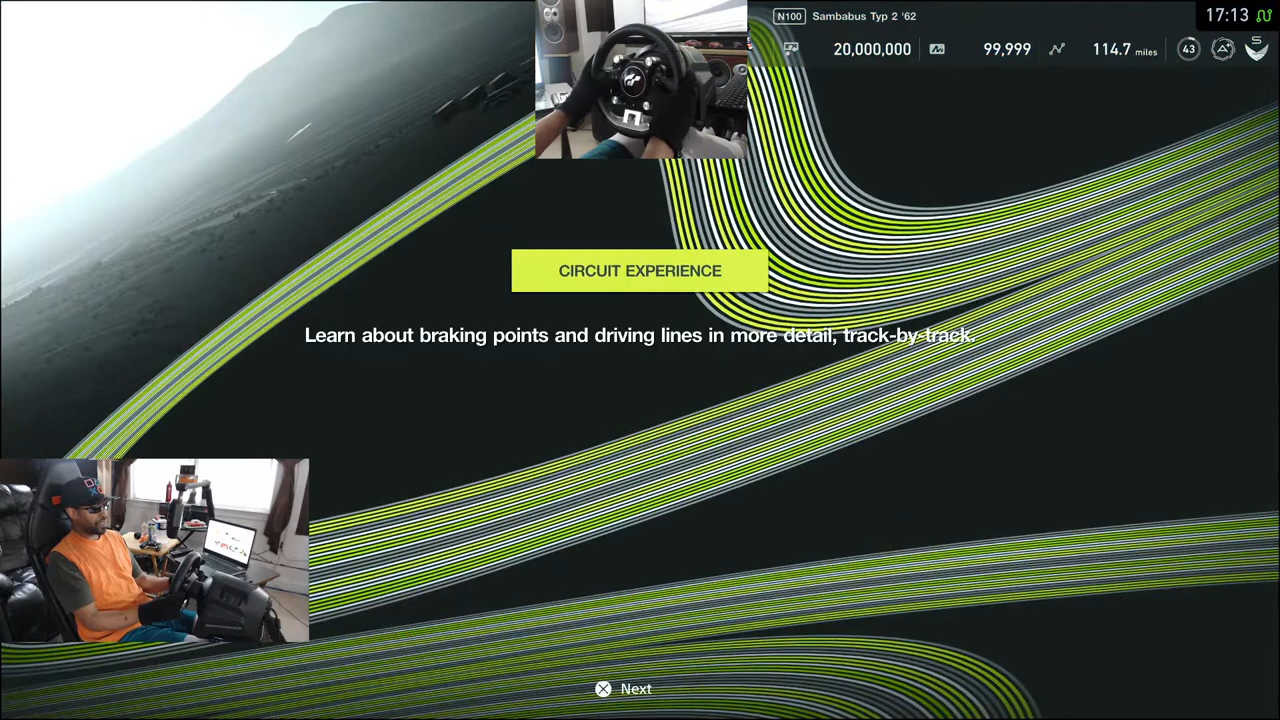 N100 Sambabus Typ 2 '62
17:13
20,000,000 99,999 114.7 miles 43 S
CIRCUIT EXPERIENCE
Learn about braking points and driving lines in more detail, track-by-track.
Next